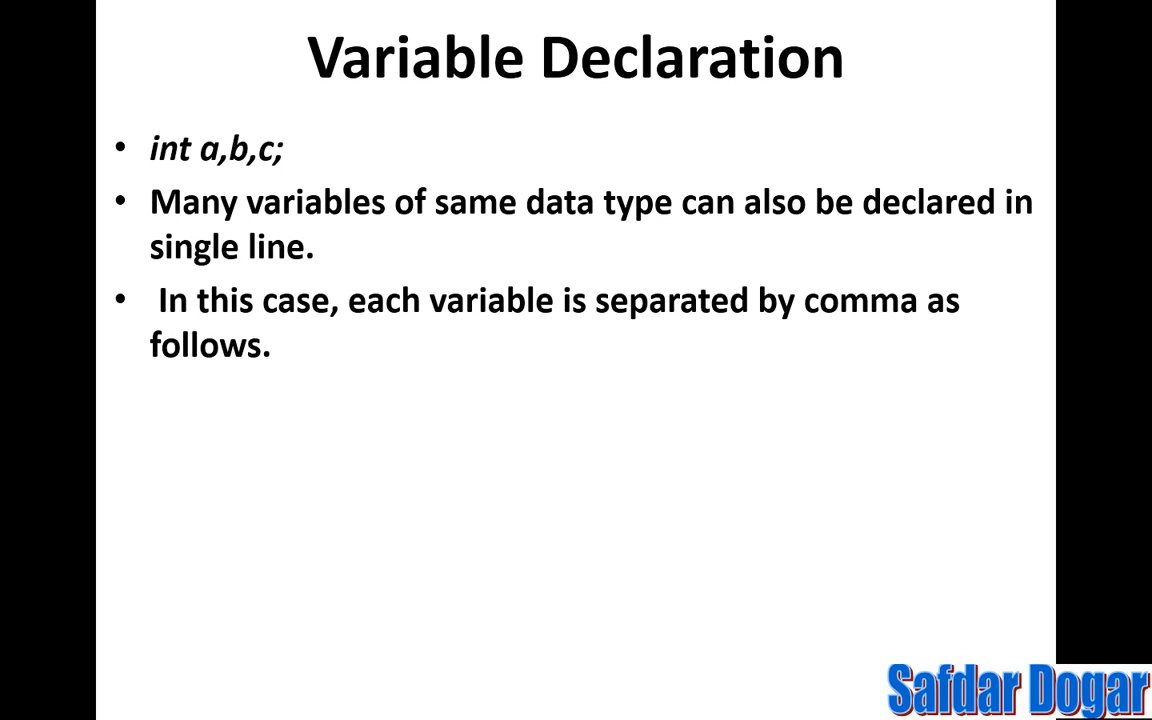 Variable Declaration
• int a,b,c;
• Many variables of same data type can also be declared in
single line.
• In this case, each variable is separated by comma as
follows.
Safdar Dogar